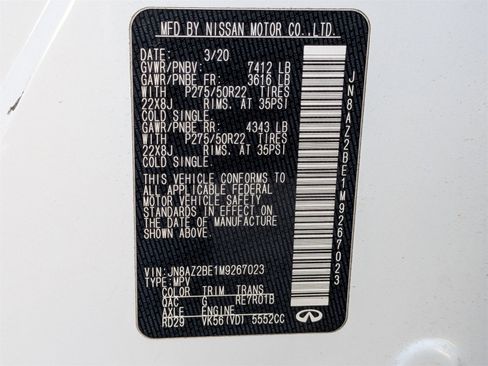 MFD BY NISSAN MOTOR CO.,LTD.
DATE: 3/20
GVWR/PNBV: 7412 LB
GAWR/PNBE FR: 3616 LB
WITH P275/50R22 TIRES
22X8J RIMS, AT 35PSI
COLD SINGLE.
GAWR/PNBE RR: 4343 LB
WITH P275/50R22 TIRES
22X8J RIMS, AT 35PSI
COLD SINGLE.
THIS VEHICLE CONFORMS TO
ALL APPLICABLE FEDERAL
MOTOR VEHICLE SAFETY
STANDARDS IN EFFECT ON
THE DATE OF MANUFACTURE
SHOWN ABOVE.
VIN: JN8AZ2BE1M9267023
TYPE: MPV
COLOR TRIM TRANS
QAC G RE7R01B
AXLE ENGINE
RD29 VK56(VD) 5552CC
INFINITI
JN8AZ2BE1M9267023